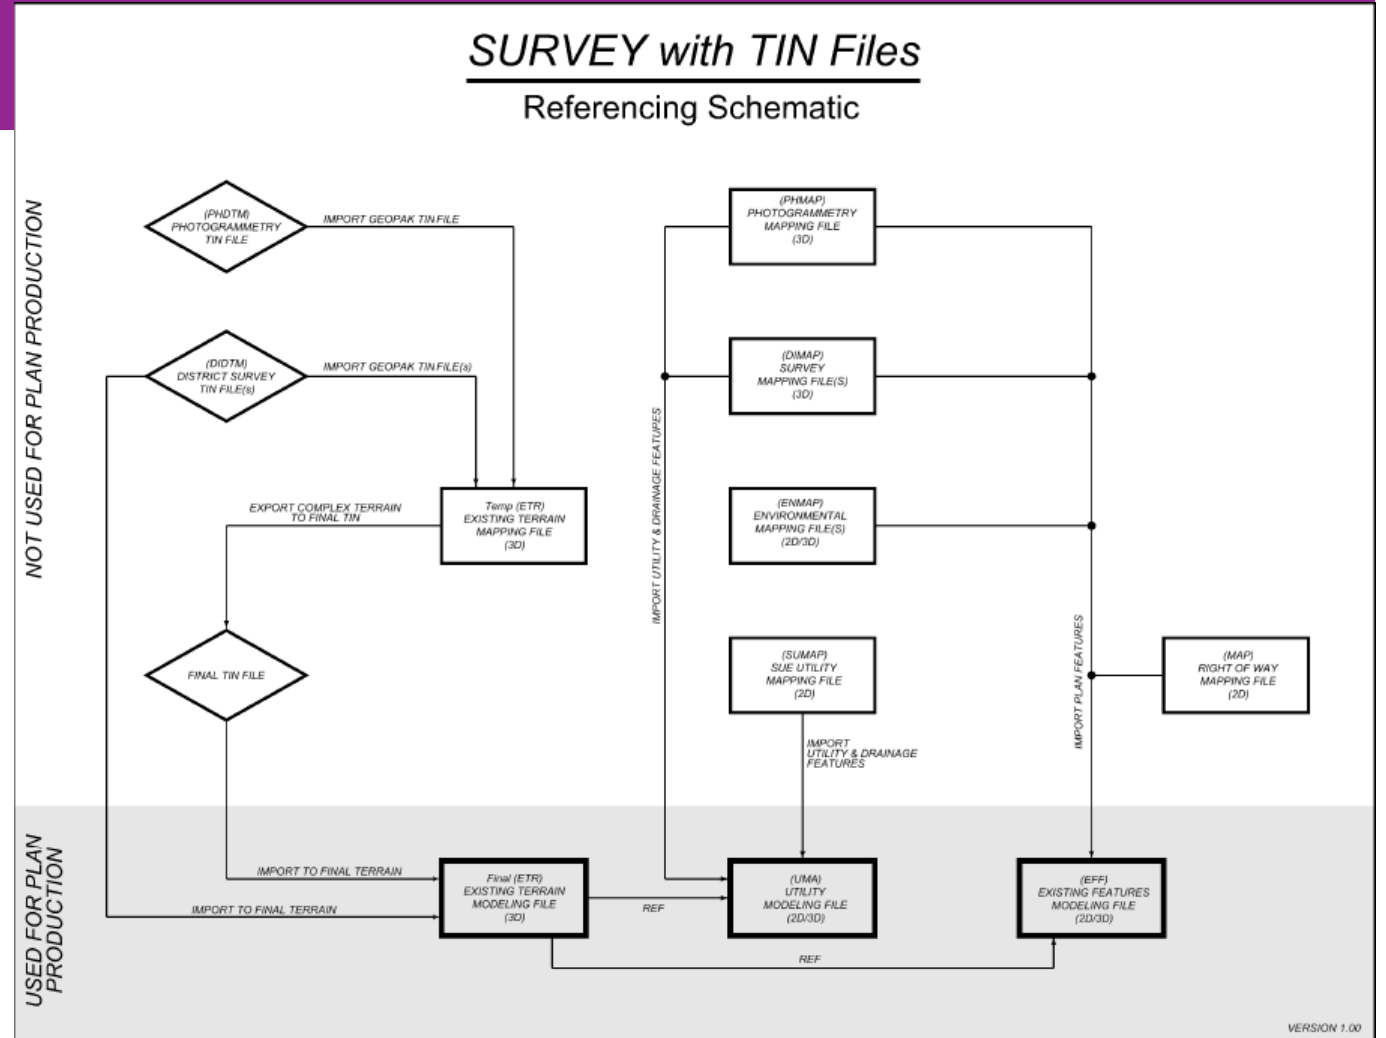 SURVEY with TIN Files
Referencing Schematic
NOT USED FOR PLAN PRODUCTION
(PHDTM)
PHOTOGRAMMETRY
TIN FILE
IMPORT GEOPAK TIN FILE
(PHMAP)
PHOTOGRAMMETRY
MAPPING FILE
(3D)
(DIDTM)
DISTRICT SURVEY
TIN FILE(s)
IMPORT GEOPAK TIN FILE(s)
(DIMAP)
SURVEY
MAPPING FILE(S)
(3D)
IMPORT UTILITY & DRAINAGE FEATUPES
EXPORT COMPLEX TERRAIN
TO FINAL TIN
Temp (ETR)
EXISTING TERRAIN
MAPPING FILE
(3D)
(ENMAP)
ENVIRONMENTAL
MAPPING FILE(S)
(2D/3D)
FINAL TIN FILE
(SUMAP)
SUE UTILITY
MAPPING FILE
(2D)
IMPORT PLAN FEATURES
(MAP)
RIGHT OF WAY
MAPPING FILE
(2D)
IMPORT
UTILITY & DRAINAGE
FEATURES
USED FOR PLAN
PRODUCTION
IMPORT TO FINAL TERRAIN
IMPORT TO FINAL TERRAIN
Final (ETR)
EXISTING TERRAIN
MODELING FILE
(3D)
REF
(UMA)
UTILITY
MODELING FILE
(2D/3D)
(EFF)
EXISTING FEATURES
MODELING FILE
(2D/3D)
REF
VERSION 1.00